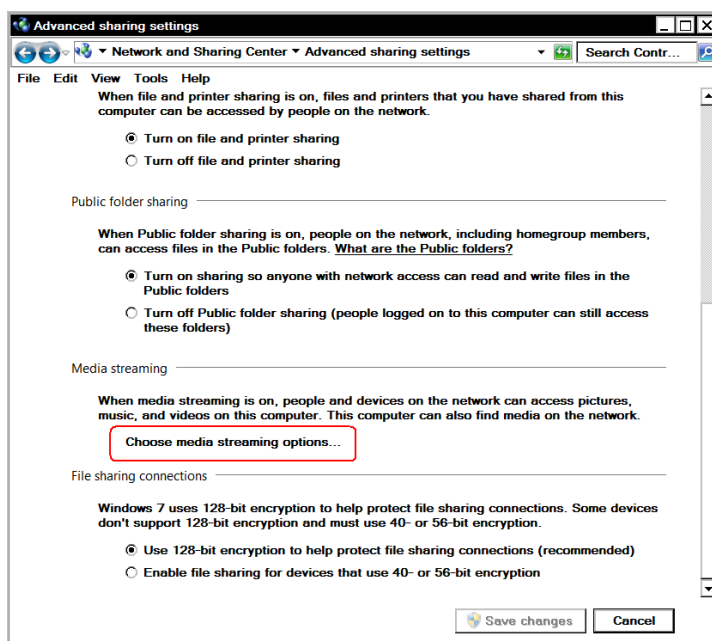 Advanced sharing settings
Network and Sharing Center Advanced sharing settings Search Contr...
File Edit View Tools Help
When file and printer sharing is on, files and printers that you have shared from this
computer can be accessed by people on the network.
Turn on file and printer sharing
Turn off file and printer sharing
Public folder sharing
When Public folder sharing is on, people on the network, including homegroup members,
can access files in the Public folders. What are the Public folders?
Turn on sharing so anyone with network access can read and write files in the
Public folders
Turn off Public folder sharing (people logged on to this computer can still access
these folders)
Media streaming
When media streaming is on, people and devices on the network can access pictures,
music, and videos on this computer. This computer can also find media on the network.
Choose media streaming options...
File sharing connections
Windows 7 uses 128-bit encryption to help protect file sharing connections. Some devices
don't support 128-bit encryption and must use 40- or 56-bit encryption.
Use 128-bit encryption to help protect file sharing connections (recommended)
Enable file sharing for devices that use 40- or 56-bit encryption
Save changes Cancel